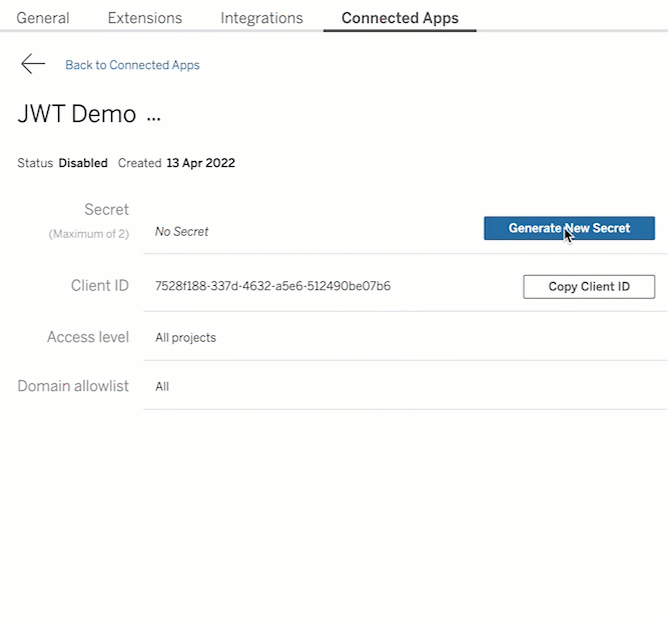 General Extensions Integrations Connected Apps
Back to Connected Apps
JWT Demo ...
Status Disabled Created 13 Apr 2022
Secret
(Maximum of 2) No Secret Generate New Secret
Client ID 7528f188-337d-4632-a5e6-512490be07b6 Copy Client ID
Access level All projects
Domain allowlist All